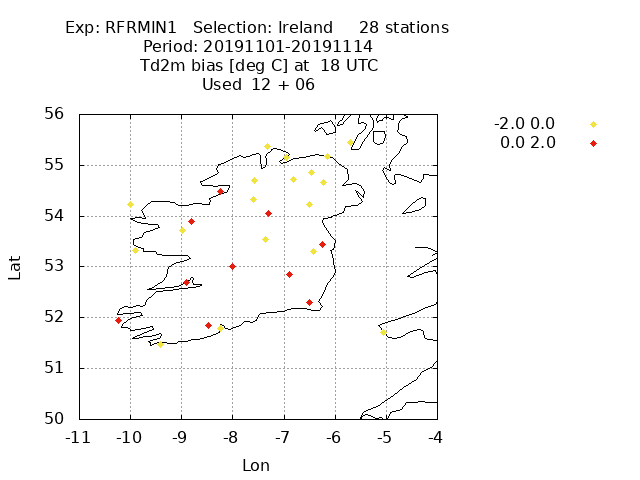 Exp: RFRMIN1   Selection: Ireland     28 stations
Period: 20191101-20191114
Td2m bias [deg C] at  18 UTC
Used  12 + 06
-2.0 0.0
0.0 2.0
56
55
54
53
52
51
50
Lat
-11 -10 -9 -8 -7 -6 -5 -4
Lon